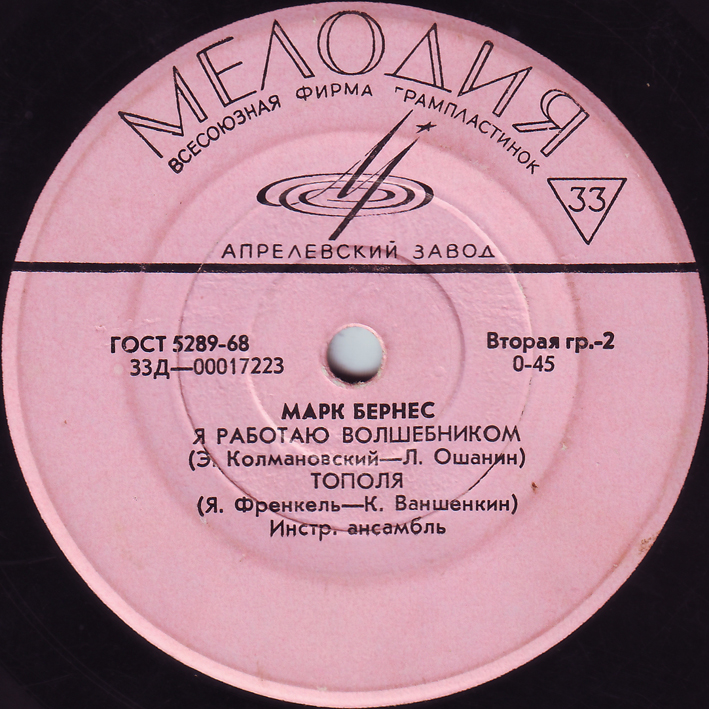 МЕЛОДИЯ
ВСЕСОЮЗНАЯ ФИРМА ГРАМПЛАСТИНОК
33
АПРЕЛЕВСКИЙ ЗАВОД
ГОСТ 5289-68
Вторая гр.-2
33Д—00017223
0-45
МАРК БЕРНЕС
Я РАБОТАЮ ВОЛШЕБНИКОМ
(Э. Колмановский—Л. Ошанин)
ТОПОЛЯ
(Я. Френкель—К. Ваншенкин)
Инстр. ансамбль